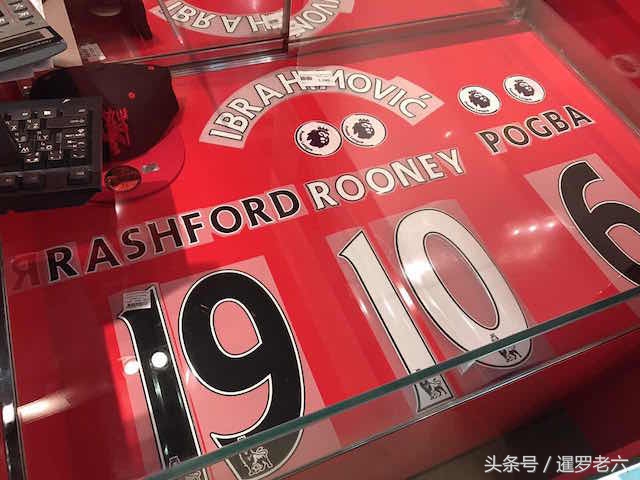 IBRAHIMOVIĆ
POGBA
RASHFORD
ROONEY
19
10
6
头条号 / 暹罗老六